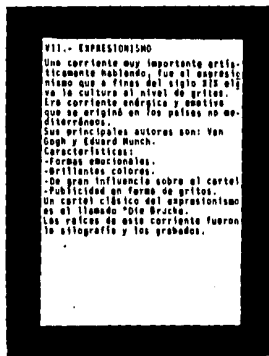 VII.- EXPRESIONISMO
Una corriente muy importante artís-
ticamente hablando, fue el expresio
nismo que a fines del siglo XIX ele
va la cultura al nivel de gritos.
Era corriente enérgica y emotiva
que se originó en los países no me-
diterráneos.
Sus principales autores son: Van
Gogh y Eduard Munch.
Características:
-Formas emocionales.
-Brillantes colores.
-De gran influencia sobre el cartel
-Publicidad en forma de gritos.
Un cartel clásico del expresionismo
es el llamado "Die Brucke.
Las raíces de esta corriente fueron
la xilografía y los grabados.